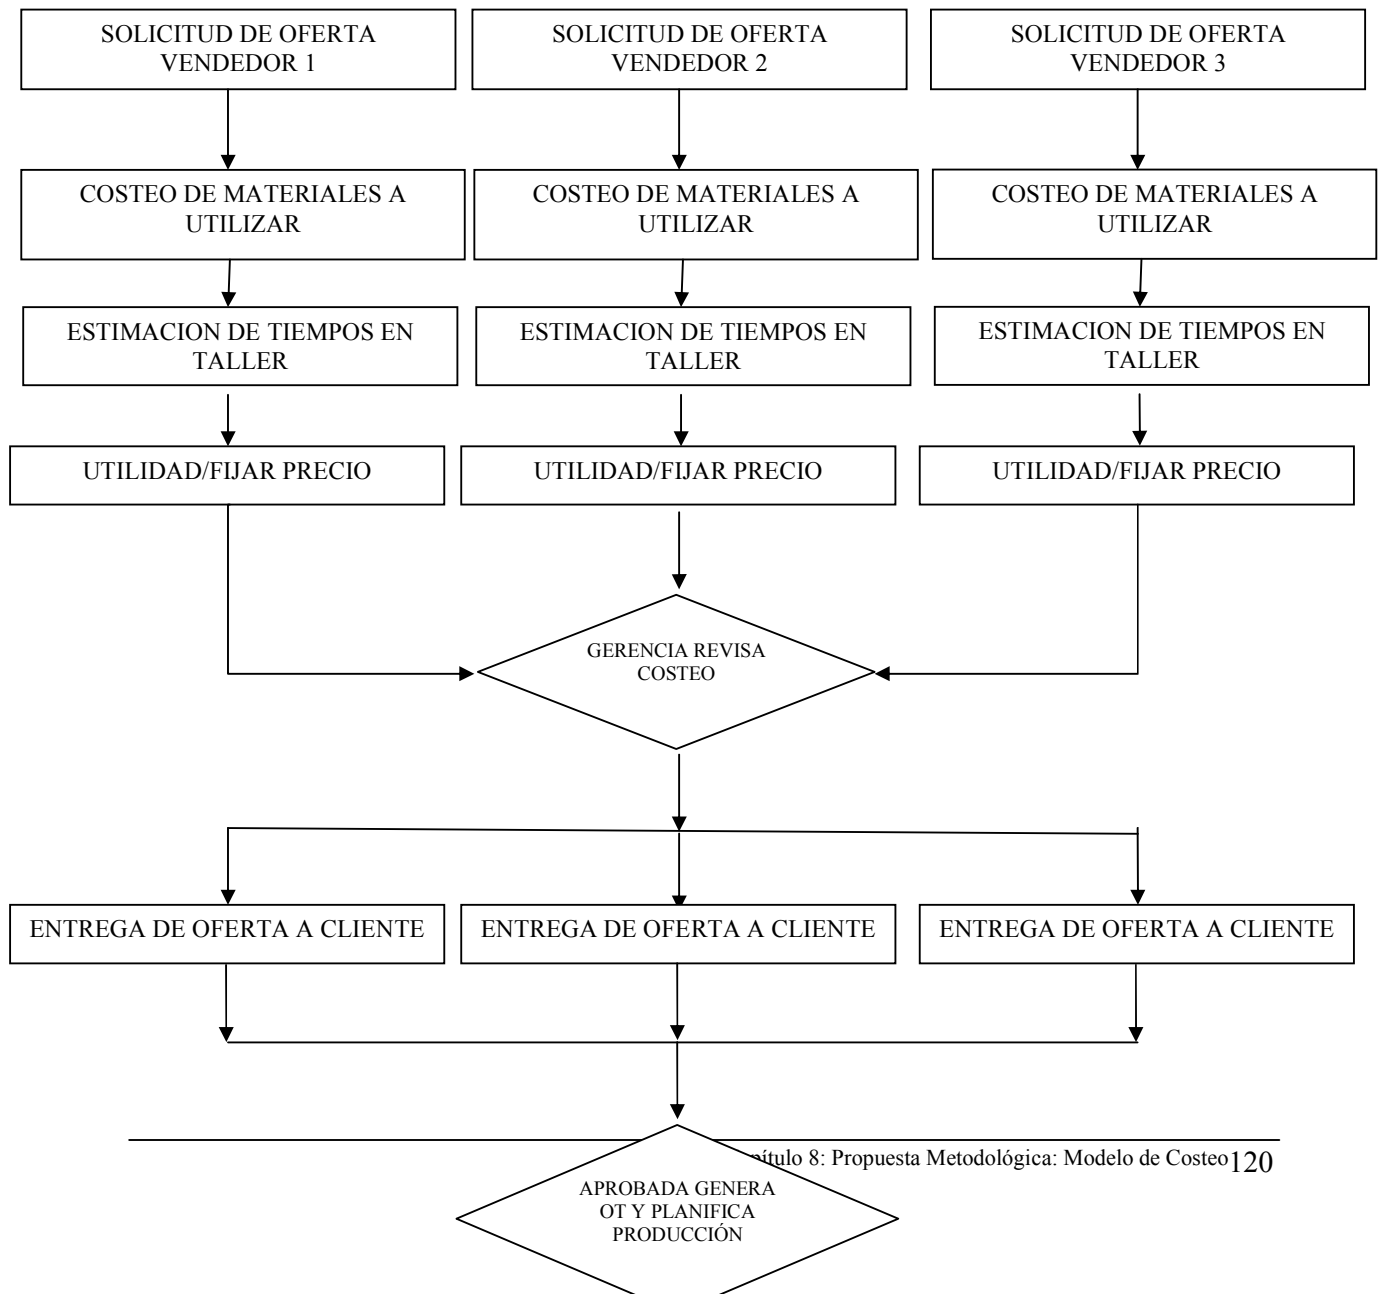 SOLICITUD DE OFERTA
VENDEDOR 1
SOLICITUD DE OFERTA
VENDEDOR 2
SOLICITUD DE OFERTA
VENDEDOR 3
COSTEO DE MATERIALES A
UTILIZAR
COSTEO DE MATERIALES A
UTILIZAR
COSTEO DE MATERIALES A
UTILIZAR
ESTIMACION DE TIEMPOS EN
TALLER
ESTIMACION DE TIEMPOS EN
TALLER
ESTIMACION DE TIEMPOS EN
TALLER
UTILIDAD/FIJAR PRECIO
UTILIDAD/FIJAR PRECIO
UTILIDAD/FIJAR PRECIO
GERENCIA REVISA
COSTEO
ENTREGA DE OFERTA A CLIENTE
ENTREGA DE OFERTA A CLIENTE
ENTREGA DE OFERTA A CLIENTE
8: Propuesta Metodológica: Modelo de Costeo 120
APROBADA GENERA
OT Y PLANIFICA
PRODUCCIÓN